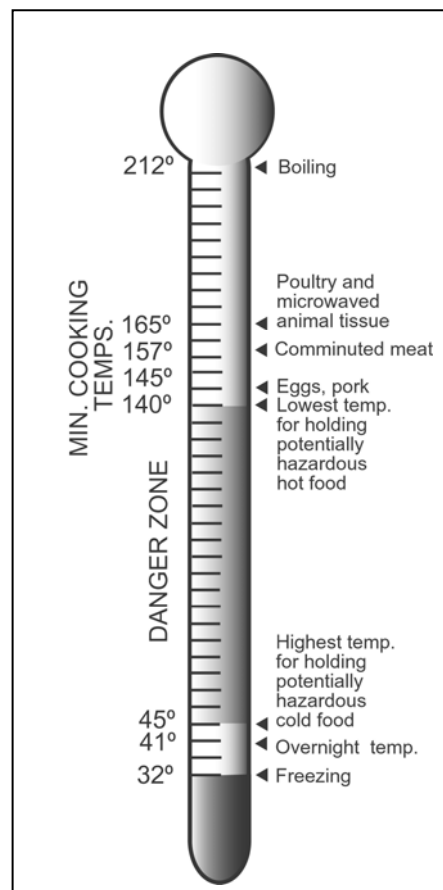 212º
Boiling
MIN. COOKING
TEMPS.
Poultry and
microwaved
animal tissue
165º
157º
Comminuted meat
145º
Eggs, pork
140º
Lowest temp.
for holding
potentially
hazardous
hot food
DANGER ZONE
Highest temp.
for holding
potentially
hazardous
cold food
45º
41º
Overnight temp.
32º
Freezing